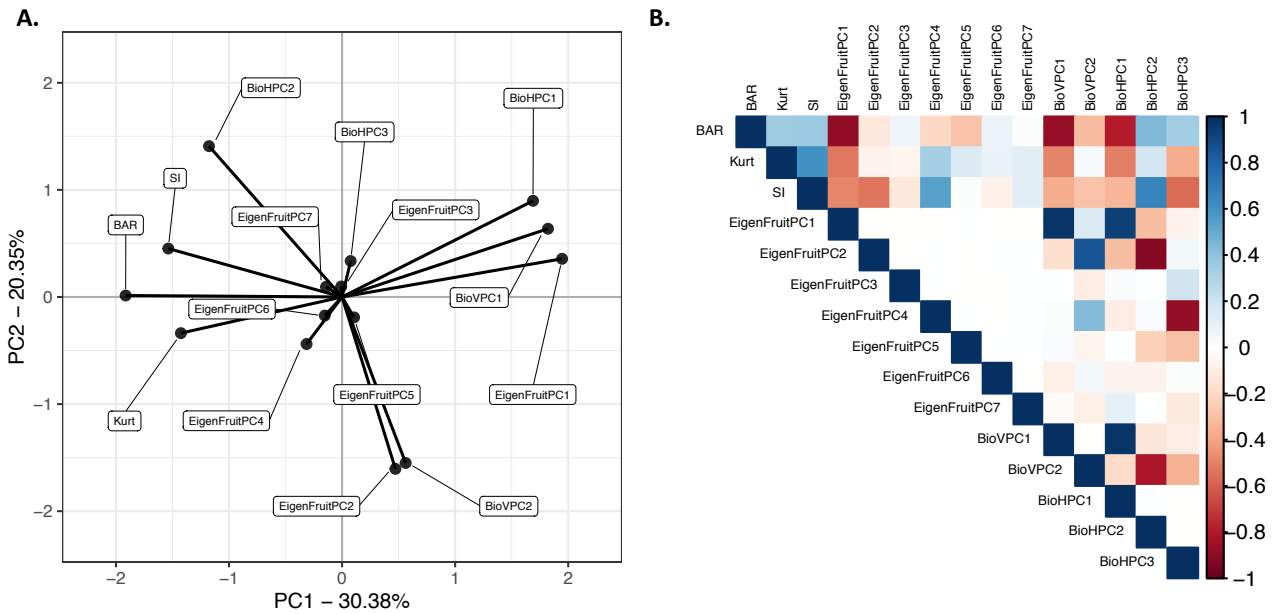 A.
BioHPC2
BioHPC1
BioHPC3
SI
EigenFruitPC7
EigenFruitPC3
BAR
EigenFruitPC6
BioVPC1
Kurt
EigenFruitPC4
EigenFruitPC5
EigenFruitPC1
EigenFruitPC2
BioVPC2
2
1
0
−1
−2
PC2 − 20.35%
−2 −1 0 1 2
PC1 − 30.38%
B.
BAR Kurt SI EigenFruitPC1 EigenFruitPC2 EigenFruitPC3 EigenFruitPC4 EigenFruitPC5 EigenFruitPC6 EigenFruitPC7 BioVPC1 BioVPC2 BioHPC1 BioHPC2 BioHPC3
BAR
Kurt
SI
EigenFruitPC1
EigenFruitPC2
EigenFruitPC3
EigenFruitPC4
EigenFruitPC5
EigenFruitPC6
EigenFruitPC7
BioVPC1
BioVPC2
BioHPC1
BioHPC2
BioHPC3
1
0.8
0.6
0.4
0.2
0
−0.2
−0.4
−0.6
−0.8
−1